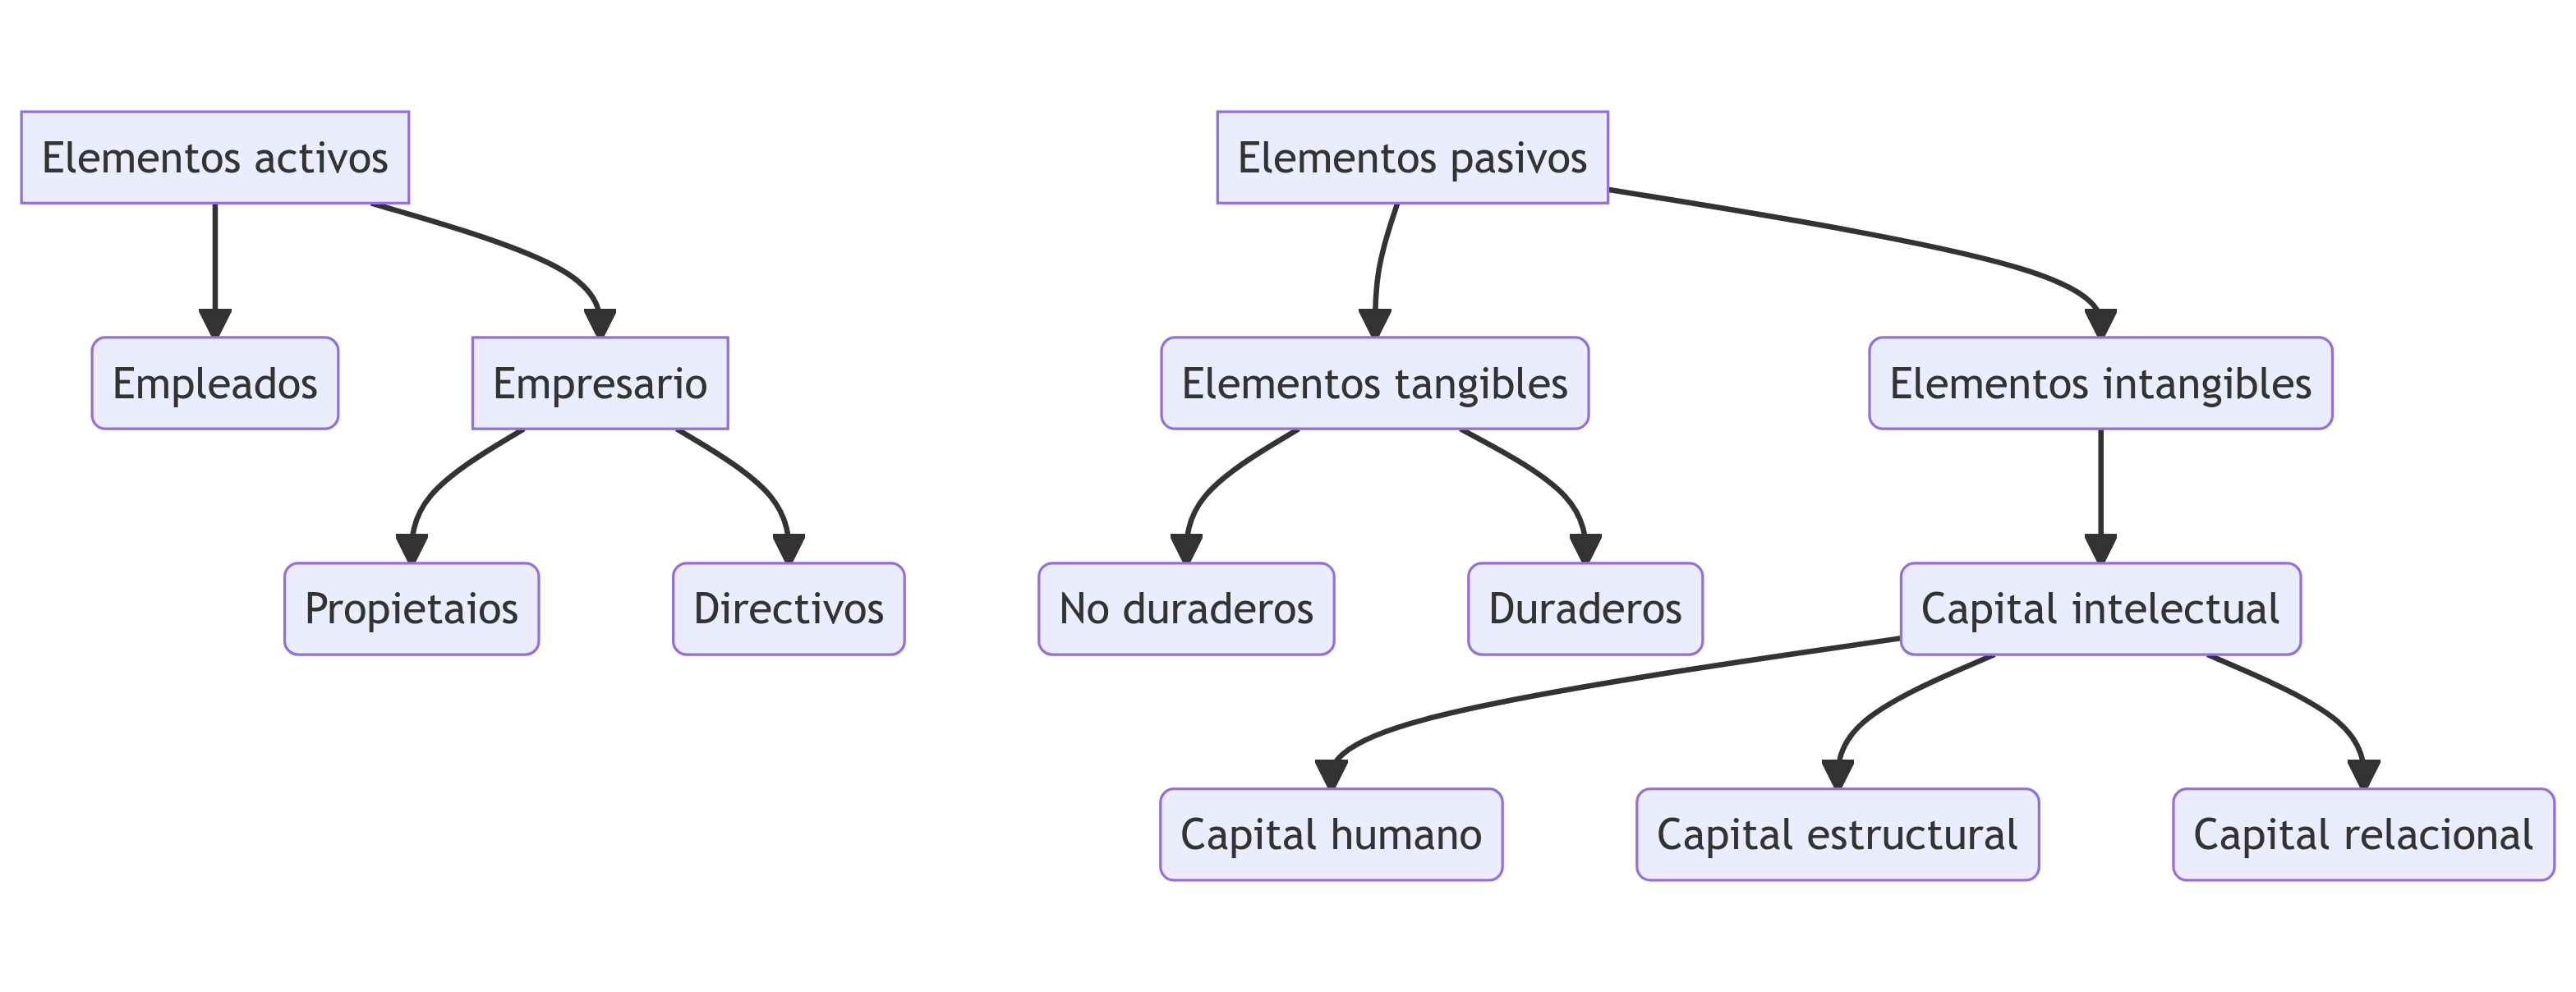 Elementos activos
Elementos pasivos
Empleados
Empresario
Elementos tangibles
Elementos intangibles
Propietaios
Directivos
No duraderos
Duraderos
Capital intelectual
Capital humano
Capital estructural
Capital relacional